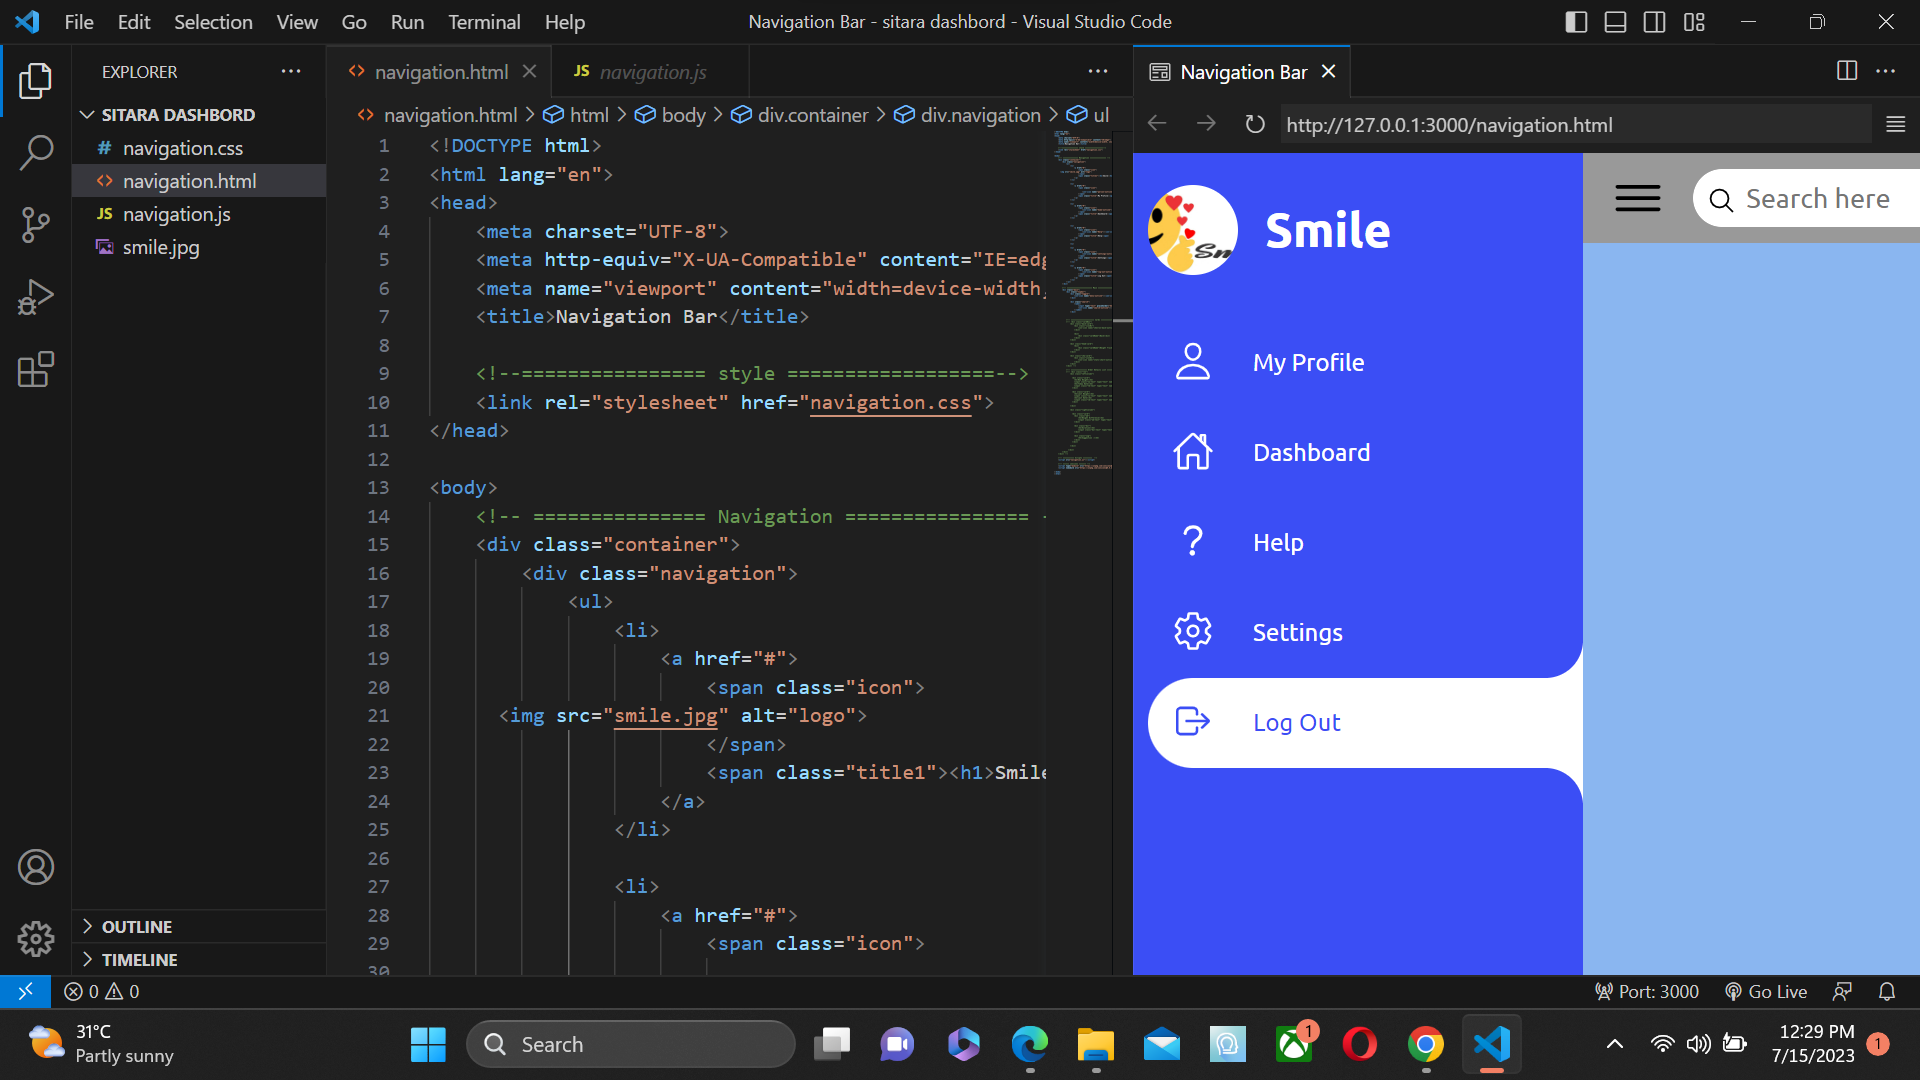 File Edit Selection View Go Run Terminal Help
Navigation Bar - sitara dashbord - Visual Studio Code
EXPLORER
SITARA DASHBORD
# navigation.css
<> navigation.html
JS navigation.js
smile.jpg
OUTLINE
TIMELINE
<> navigation.html
JS navigation.js
<> navigation.html > html > body > div.container > div.navigation > ul
1 <!DOCTYPE html>
2 <html lang="en">
3 <head>
4 <meta charset="UTF-8">
5 <meta http-equiv="X-UA-Compatible" content="IE=edg
6 <meta name="viewport" content="width=device-width,
7 <title>Navigation Bar</title>
8
9 <!--================ style ==================-->
10 <link rel="stylesheet" href="navigation.css">
11 </head>
12
13 <body>
14 <!-- =============== Navigation ================ -
15 <div class="container">
16 <div class="navigation">
17 <ul>
18 <li>
19 <a href="#">
20 <span class="icon">
21 <img src="smile.jpg" alt="logo">
22 </span>
23 <span class="title1"><h1>Smile
24 </a>
25 </li>
26
27 <li>
28 <a href="#">
29 <span class="icon">
30
Navigation Bar
http://127.0.0.1:3000/navigation.html
Smile
Search here
My Profile
Dashboard
? Help
Settings
Log Out
0 0
Port: 3000 Go Live
31°C
Partly sunny
Search
1
12:29 PM
7/15/2023
1